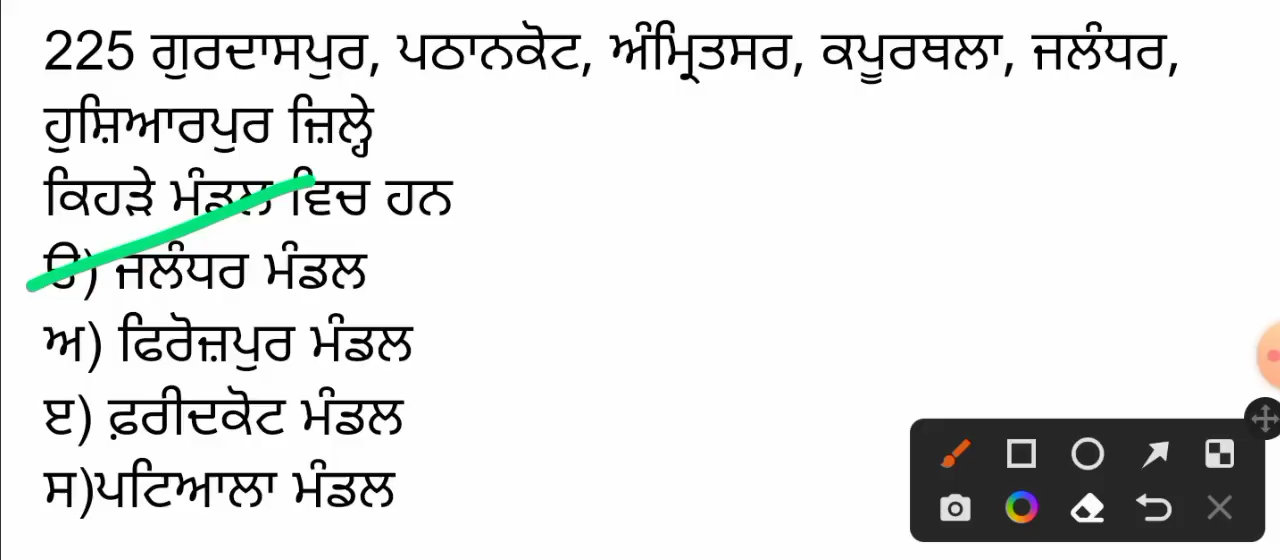 225 ਗੁਰਦਾਸਪੁਰ, ਪਠਾਨਕੋਟ, ਅੰਮ੍ਰਿਤਸਰ, ਕਪੂਰਥਲਾ, ਜਲੰਧਰ,
ਹੁਸ਼ਿਆਰਪੁਰ ਜ਼ਿਲ੍ਹੇ
ਕਿਹੜੇ ਮੰਡਲ ਵਿਚ ਹਨ
ੳ) ਜਲੰਧਰ ਮੰਡਲ
ਅ) ਫਿਰੋਜ਼ਪੁਰ ਮੰਡਲ
ੲ) ਫ਼ਰੀਦਕੋਟ ਮੰਡਲ
ਸ)ਪਟਿਆਲਾ ਮੰਡਲ